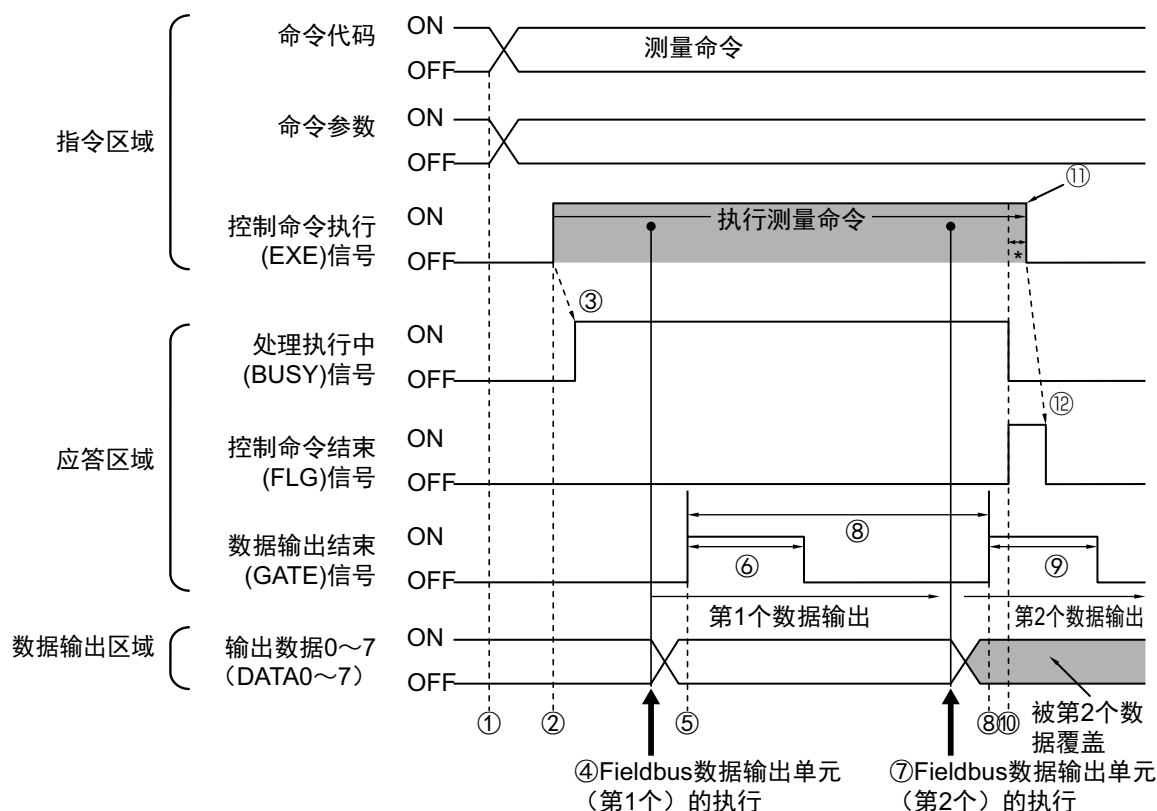 指令区域
命令代码
ON
OFF
测量命令
命令参数
ON
OFF
控制命令执行
(EXE)信号
ON
OFF
执行测量命令
*
⑪
③
应答区域
处理执行中
(BUSY)信号
ON
OFF
控制命令结束
(FLG)信号
ON
OFF
⑫
数据输出结束
(GATE)信号
ON
OFF
⑧
⑥
⑨
第1个数据输出
第2个数据输出
数据输出区域
输出数据0～7
（DATA0～7）
ON
OFF
① ② ⑤ ⑧ ⑩
被第2个数
据覆盖
④Fieldbus数据输出单元
（第1个）的执行
⑦Fieldbus数据输出单元
（第2个）的执行